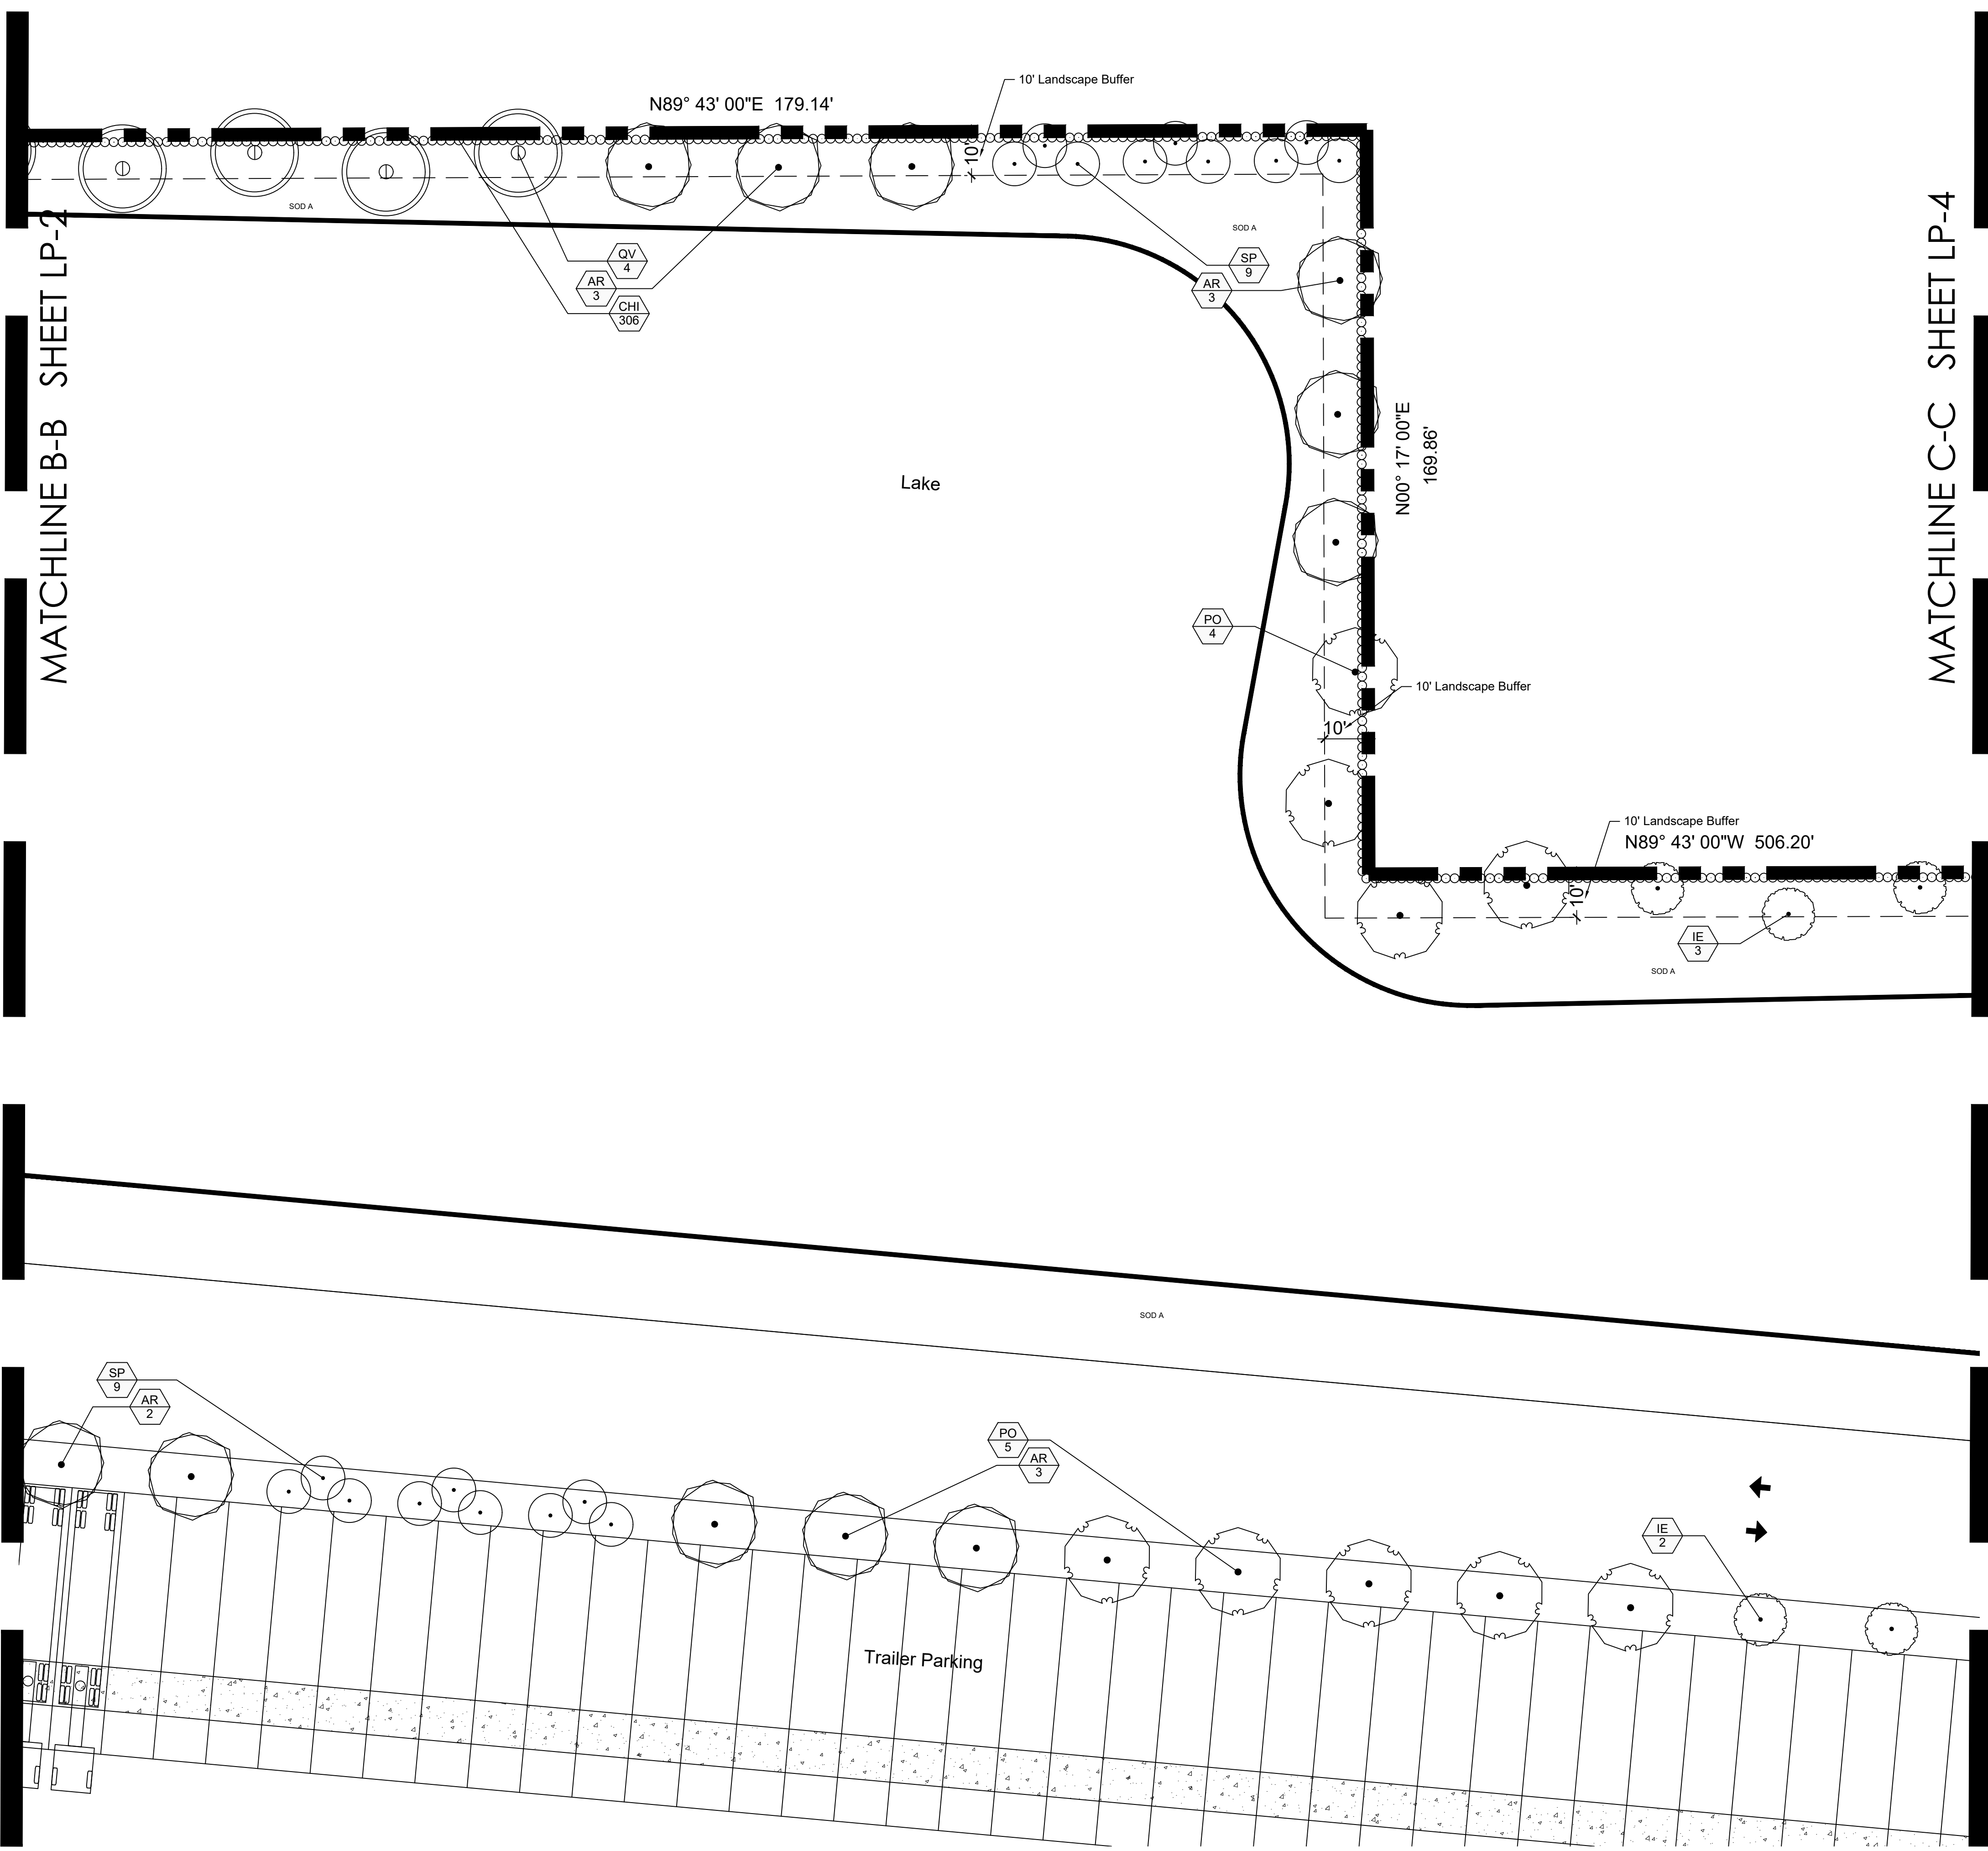 10' Landscape Buffer
N89° 43' 00"E 179.14'
10'
SOD A
SOD A
QV
4
AR
3
CHI
306
SP
9
AR
3
MATCHLINE B-B SHEET LP-2
MATCHLINE C-C SHEET LP-4
Lake
N00° 17' 00"E
169.86'
PO
4
10' Landscape Buffer
10'
10' Landscape Buffer
N89° 43' 00"W 506.20'
10'
IE
3
SOD A
SOD A
SP
9
AR
2
PO
5
AR
3
IE
2
Trailer Parking